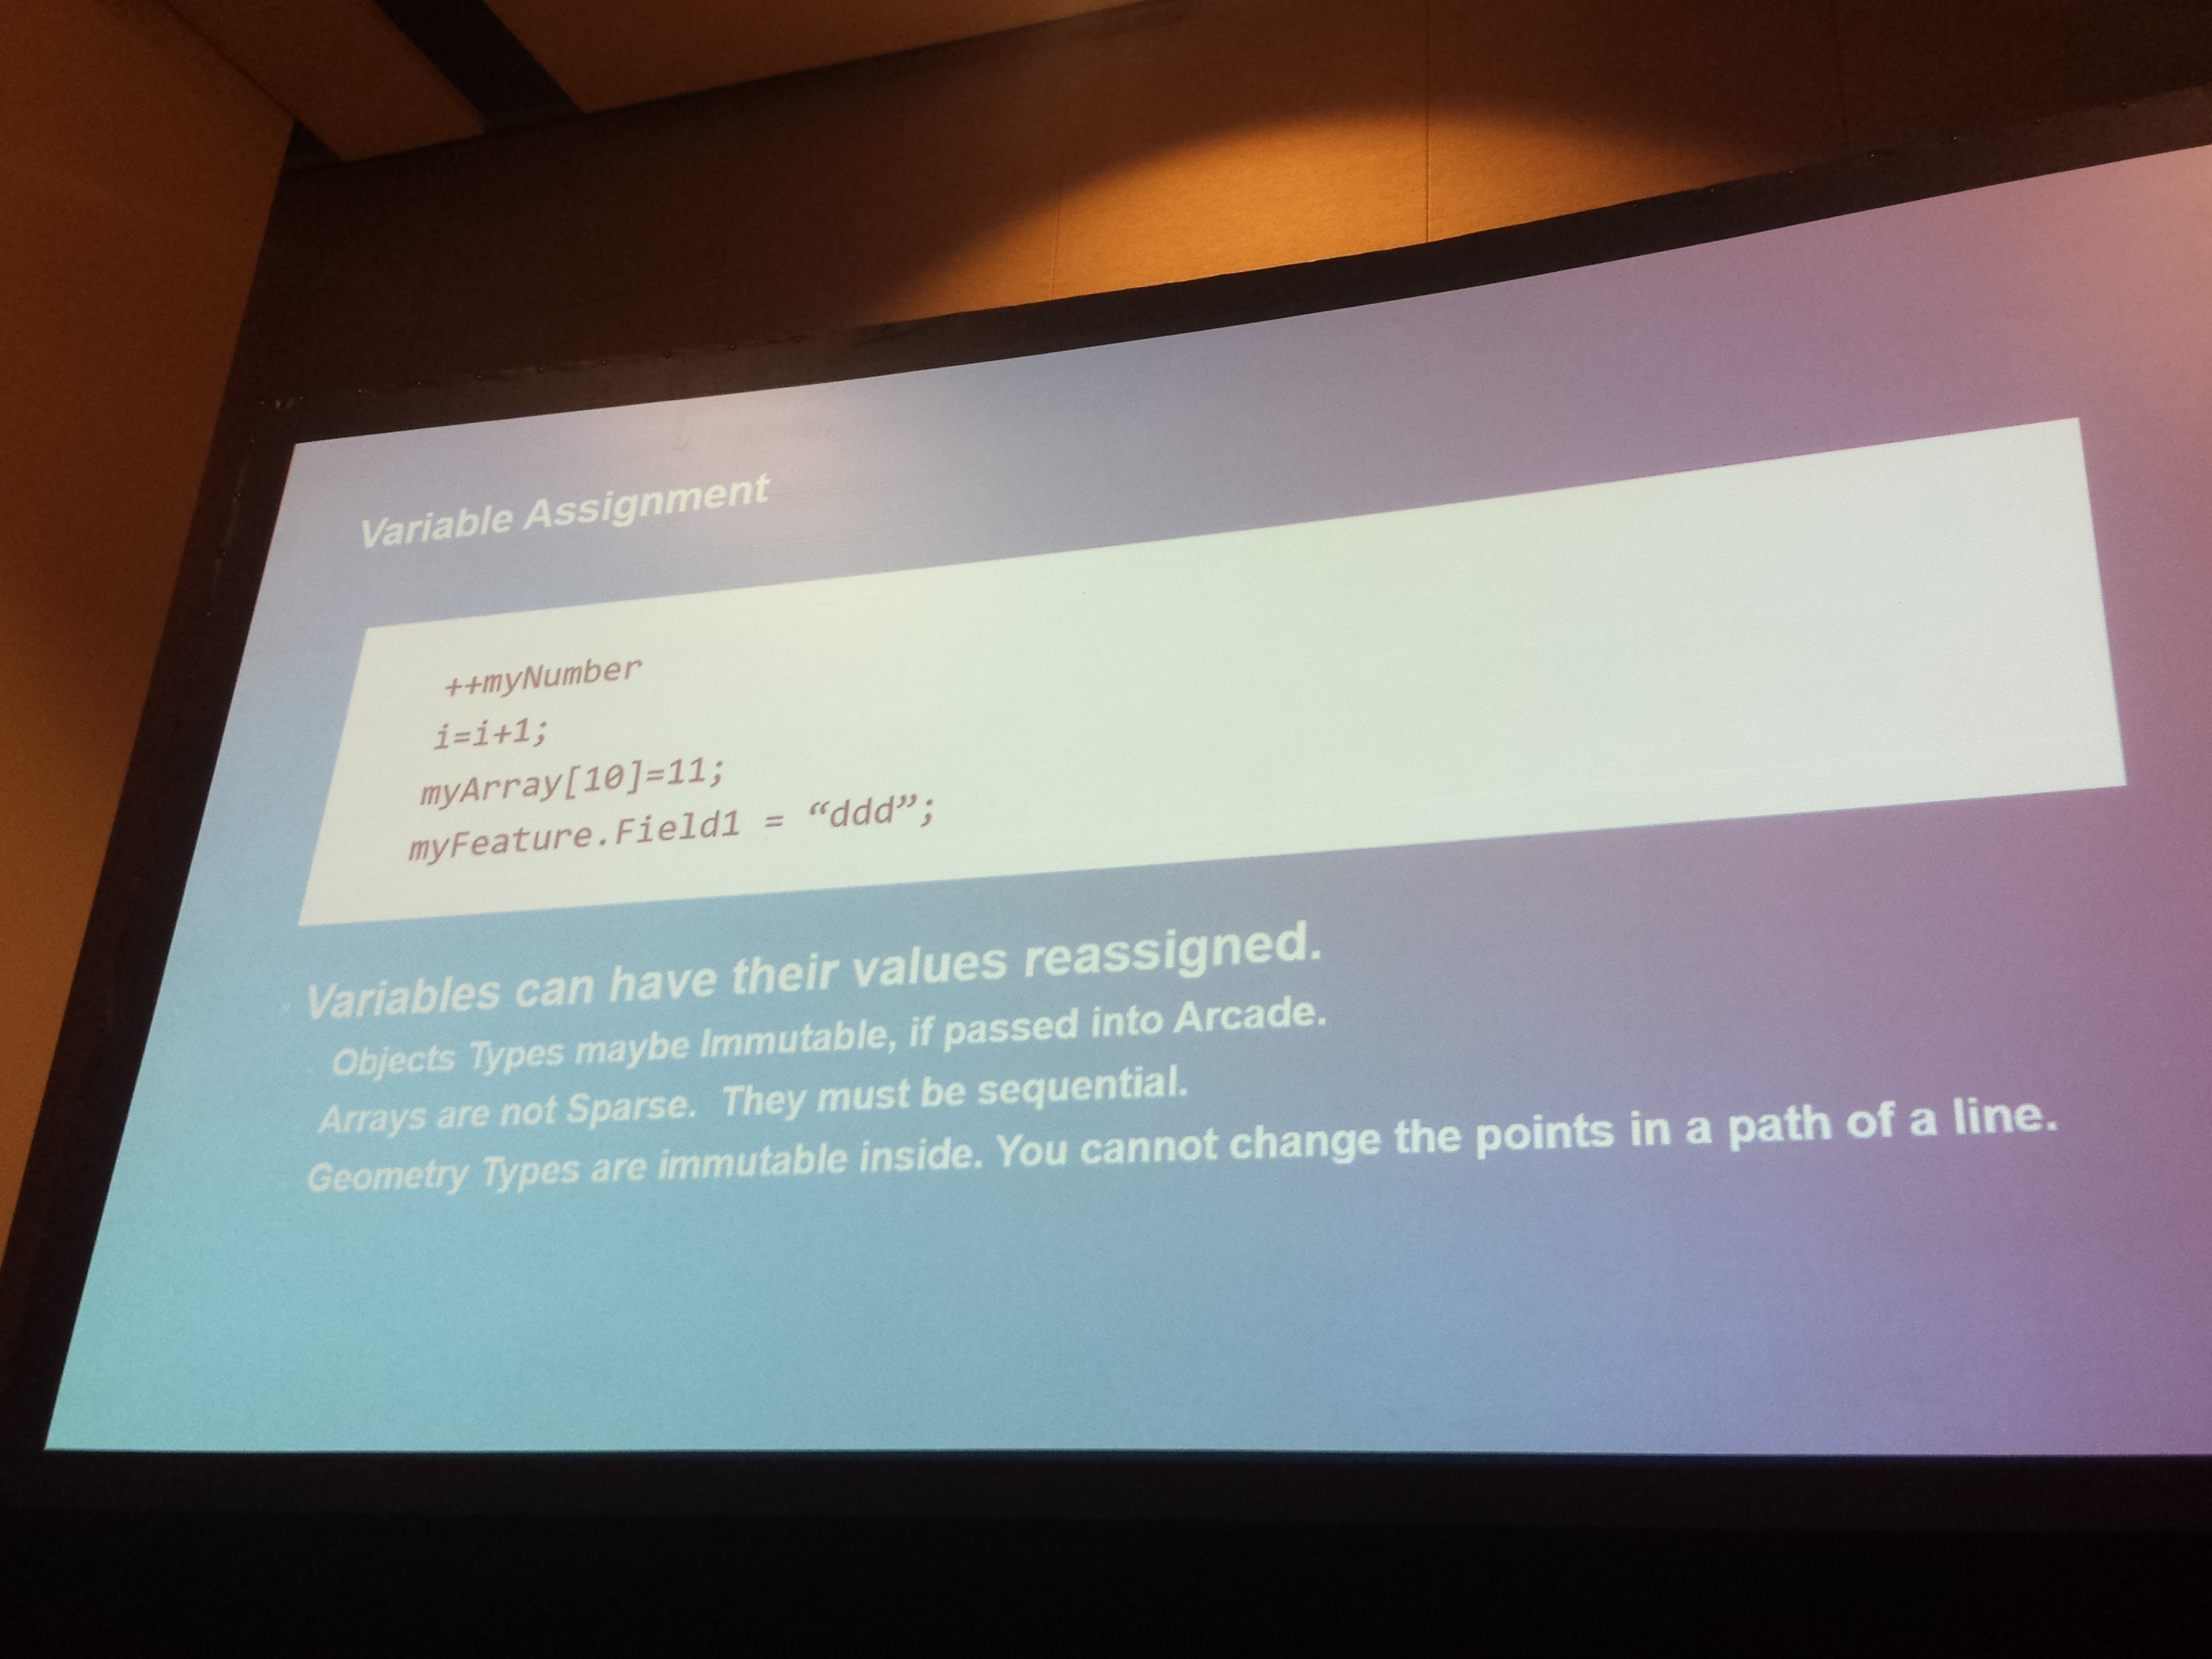 Variable Assignment
++myNumber
i=i+1;
myArray[10]=11;
myFeature.Field1 = “ddd”;
Variables can have their values reassigned.
Objects Types maybe Immutable, if passed into Arcade.
Arrays are not Sparse.  They must be sequential.
Geometry Types are immutable inside. You cannot change the points in a path of a line.